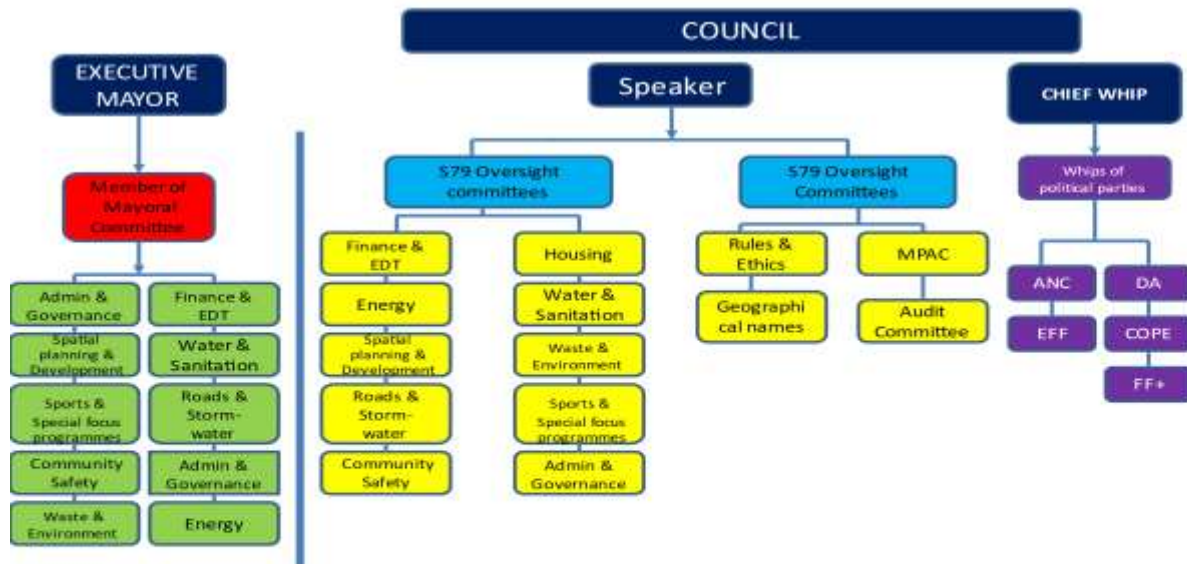 COUNCIL
EXECUTIVE
MAYOR
Speaker
CHIEF WHIP
Member of
Mayoral
Committee
S79 Oversight
committees
S79 Oversight
Committees
Whips of
political parties
Admin &
Governance
Spatial
planning &
Development
Sports &
Special focus
programmes
Community
Safety
Waste &
Environment
Finance &
EDT
Water &
Sanitation
Roads &
Storm-
water
Admin &
Governance
Energy
Finance &
EDT
Energy
Spatial
planning &
Development
Roads &
Storm-
water
Community
Safety
Housing
Water &
Sanitation
Waste &
Environment
Sports &
Special focus
programmes
Admin &
Governance
Rules &
Ethics
Geographi
cal names
MPAC
Audit
Committee
ANC
EFF
DA
COPE
FF+